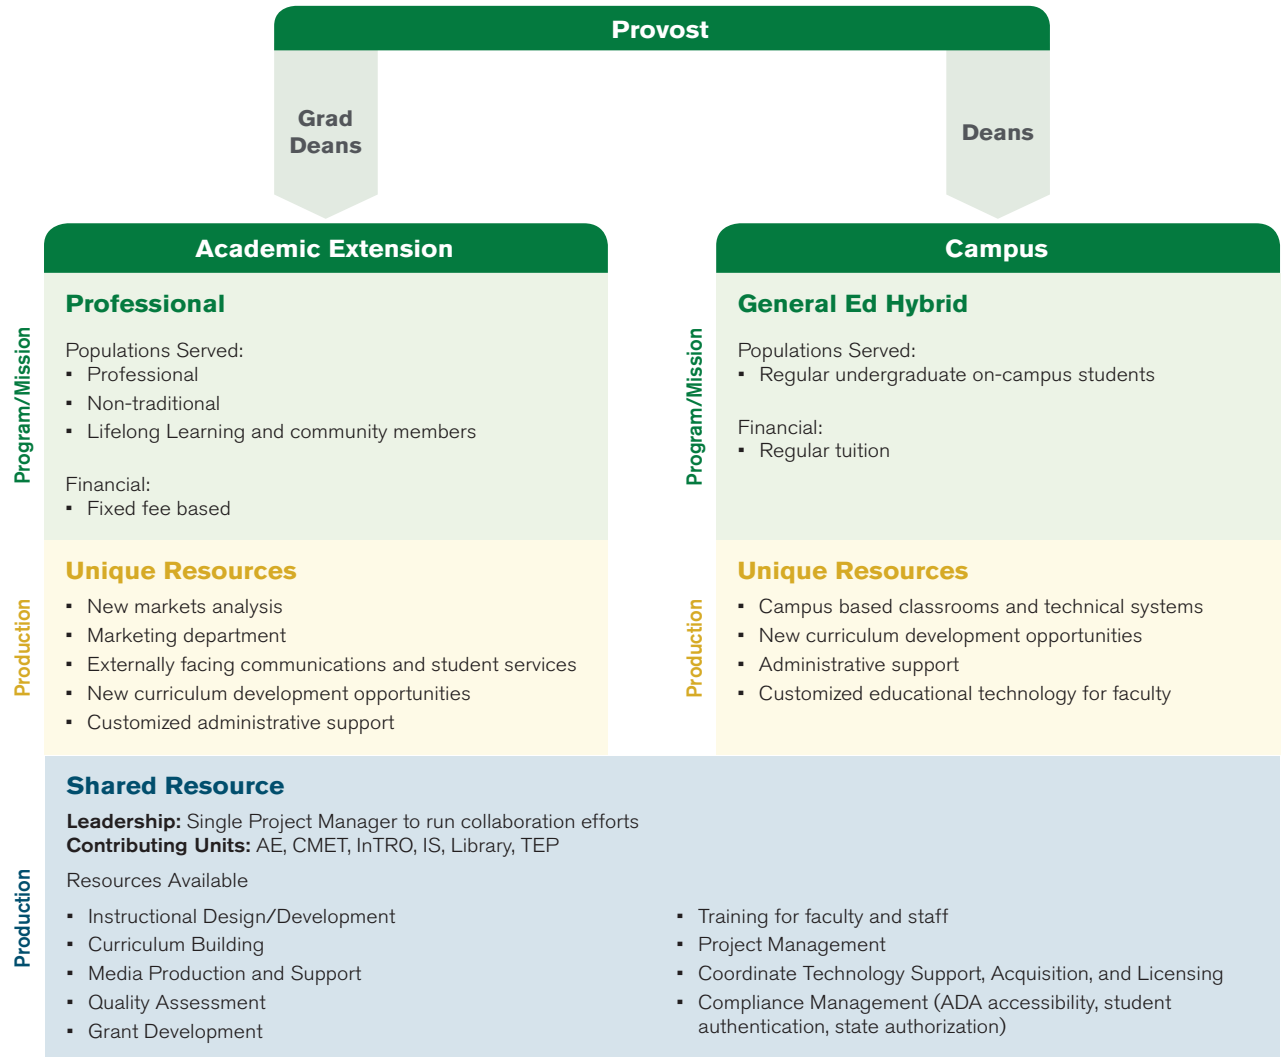 Provost
Grad
Deans
Deans
Academic Extension
Program/Mission
Professional
Populations Served:
▪ Professional
▪ Non-traditional
▪ Lifelong Learning and community members
Financial:
▪ Fixed fee based
Production
Unique Resources
▪ New markets analysis
▪ Marketing department
▪ Externally facing communications and student services
▪ New curriculum development opportunities
▪ Customized administrative support
Campus
Program/Mission
General Ed Hybrid
Populations Served:
▪ Regular undergraduate on-campus students
Financial:
▪ Regular tuition
Production
Unique Resources
▪ Campus based classrooms and technical systems
▪ New curriculum development opportunities
▪ Administrative support
▪ Customized educational technology for faculty
Production
Shared Resource
Leadership: Single Project Manager to run collaboration efforts
Contributing Units: AE, CMET, InTRO, IS, Library, TEP
Resources Available
▪ Instructional Design/Development
▪ Curriculum Building
▪ Media Production and Support
▪ Quality Assessment
▪ Grant Development
▪ Training for faculty and staff
▪ Project Management
▪ Coordinate Technology Support, Acquisition, and Licensing
▪ Compliance Management (ADA accessibility, student
authentication, state authorization)